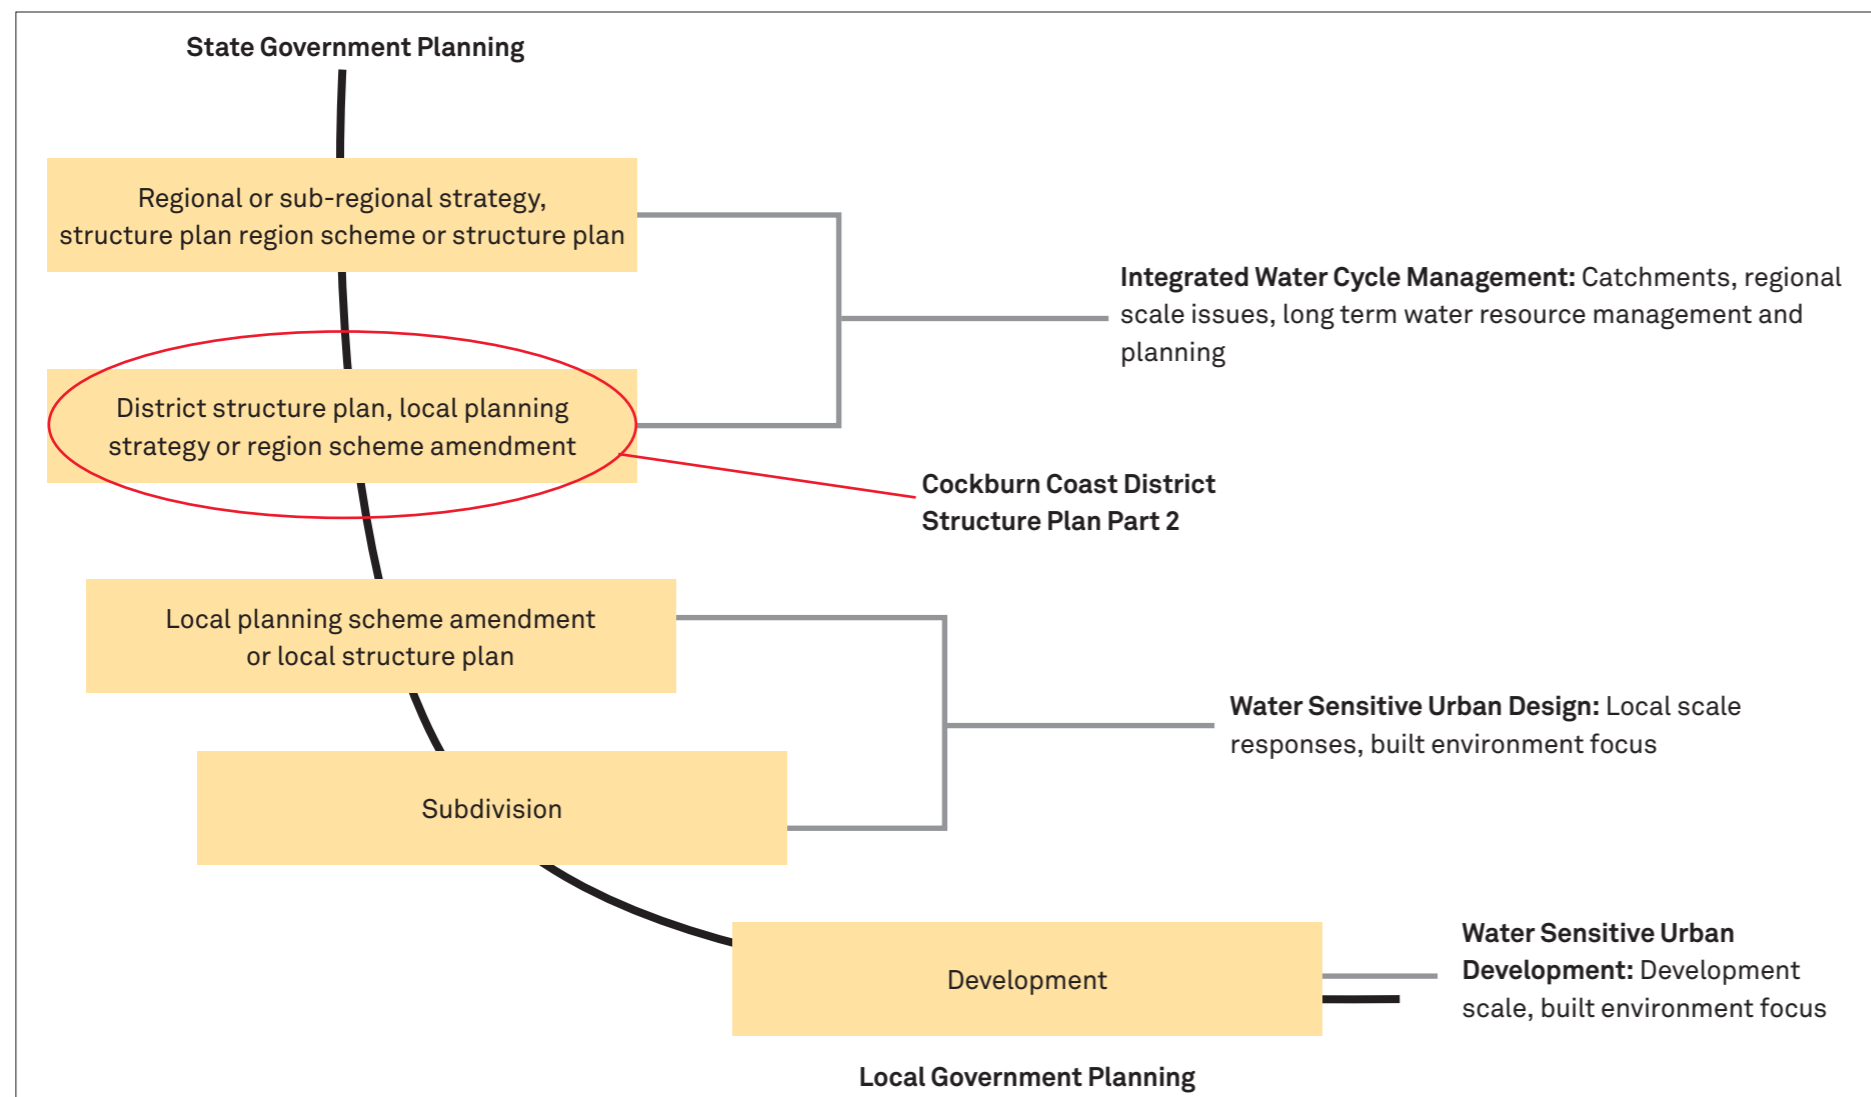 State Government Planning
Regional or sub-regional strategy,
structure plan region scheme or structure plan
Integrated Water Cycle Management: Catchments, regional
scale issues, long term water resource management and
planning
District structure plan, local planning
strategy or region scheme amendment
Cockburn Coast District
Structure Plan Part 2
Local planning scheme amendment
or local structure plan
Water Sensitive Urban Design: Local scale
responses, built environment focus
Subdivision
Water Sensitive Urban
Development: Development
scale, built environment focus
Development
Local Government Planning